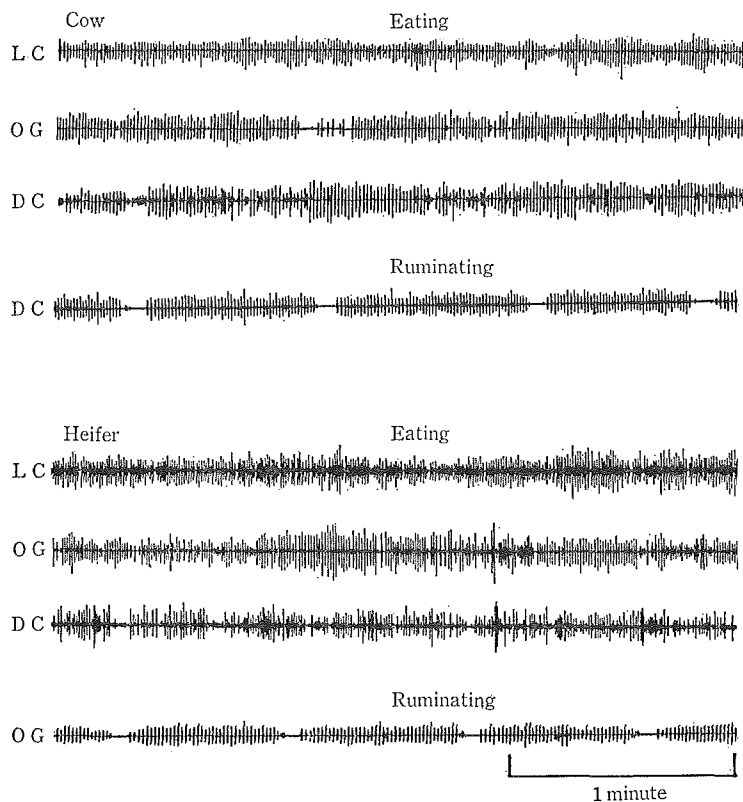 Cow Eating
L C
O G
D C
Ruminating
D C
Heifer Eating
L C
O G
D C
Ruminating
O G
1 minute